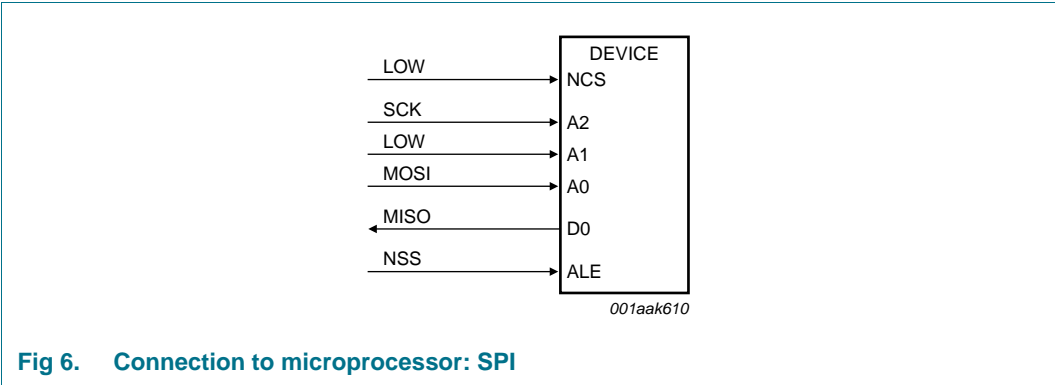 DEVICE
LOW NCS
SCK A2
LOW A1
MOSI A0
MISO D0
NSS ALE
001aak610
Fig 6. Connection to microprocessor: SPI